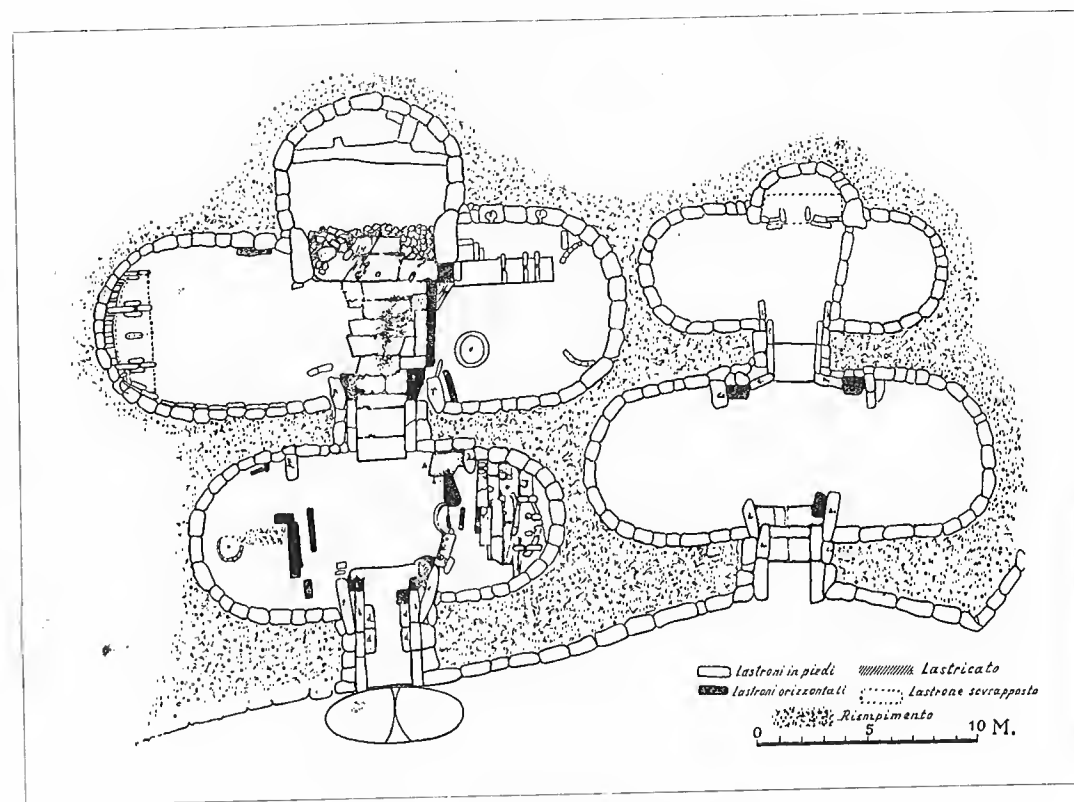 Lastroni in piedi
Lastricato
Lastroni orizzontali
Lastrone sovrapposto
Riempimento
0 5 10 M.